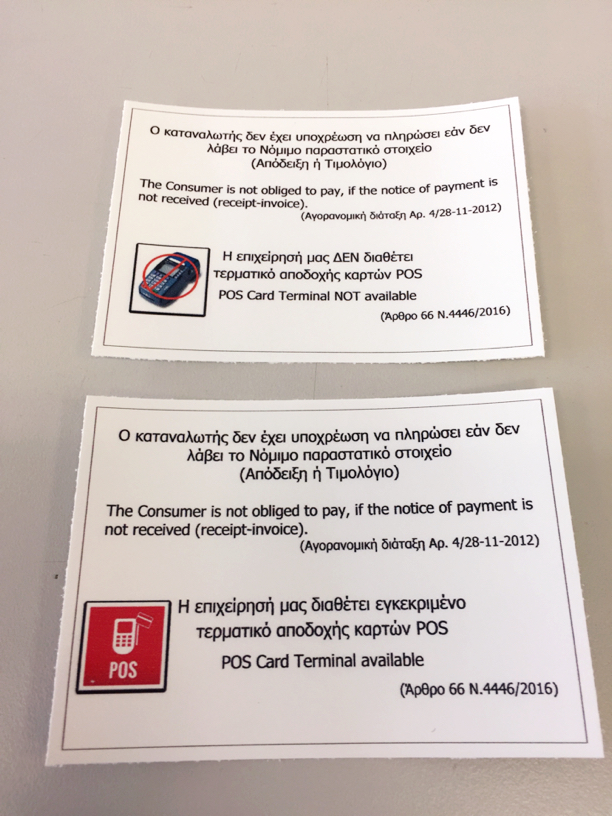 Ο καταναλωτής δεν έχει υποχρέωση να πληρώσει εάν δεν
λάβει το Νόμιμο παραστατικό στοιχείο
(Απόδειξη ή Τιμολόγιο)
The Consumer is not obliged to pay, if the notice of payment is
not received (receipt-invoice).
(Αγορανομική διάταξη Αρ. 4/28-11-2012)
Η επιχείρησή μας ΔΕΝ διαθέτει
τερματικό αποδοχής καρτών POS
POS Card Terminal NOT available
(Άρθρο 66 Ν.4446/2016)
Ο καταναλωτής δεν έχει υποχρέωση να πληρώσει εάν δεν
λάβει το Νόμιμο παραστατικό στοιχείο
(Απόδειξη ή Τιμολόγιο)
The Consumer is not obliged to pay, if the notice of payment is
not received (receipt-invoice).
(Αγορανομική διάταξη Αρ. 4/28-11-2012)
Η επιχείρησή μας διαθέτει εγκεκριμένο
τερματικό αποδοχής καρτών POS
POS
POS Card Terminal available
(Άρθρο 66 Ν.4446/2016)